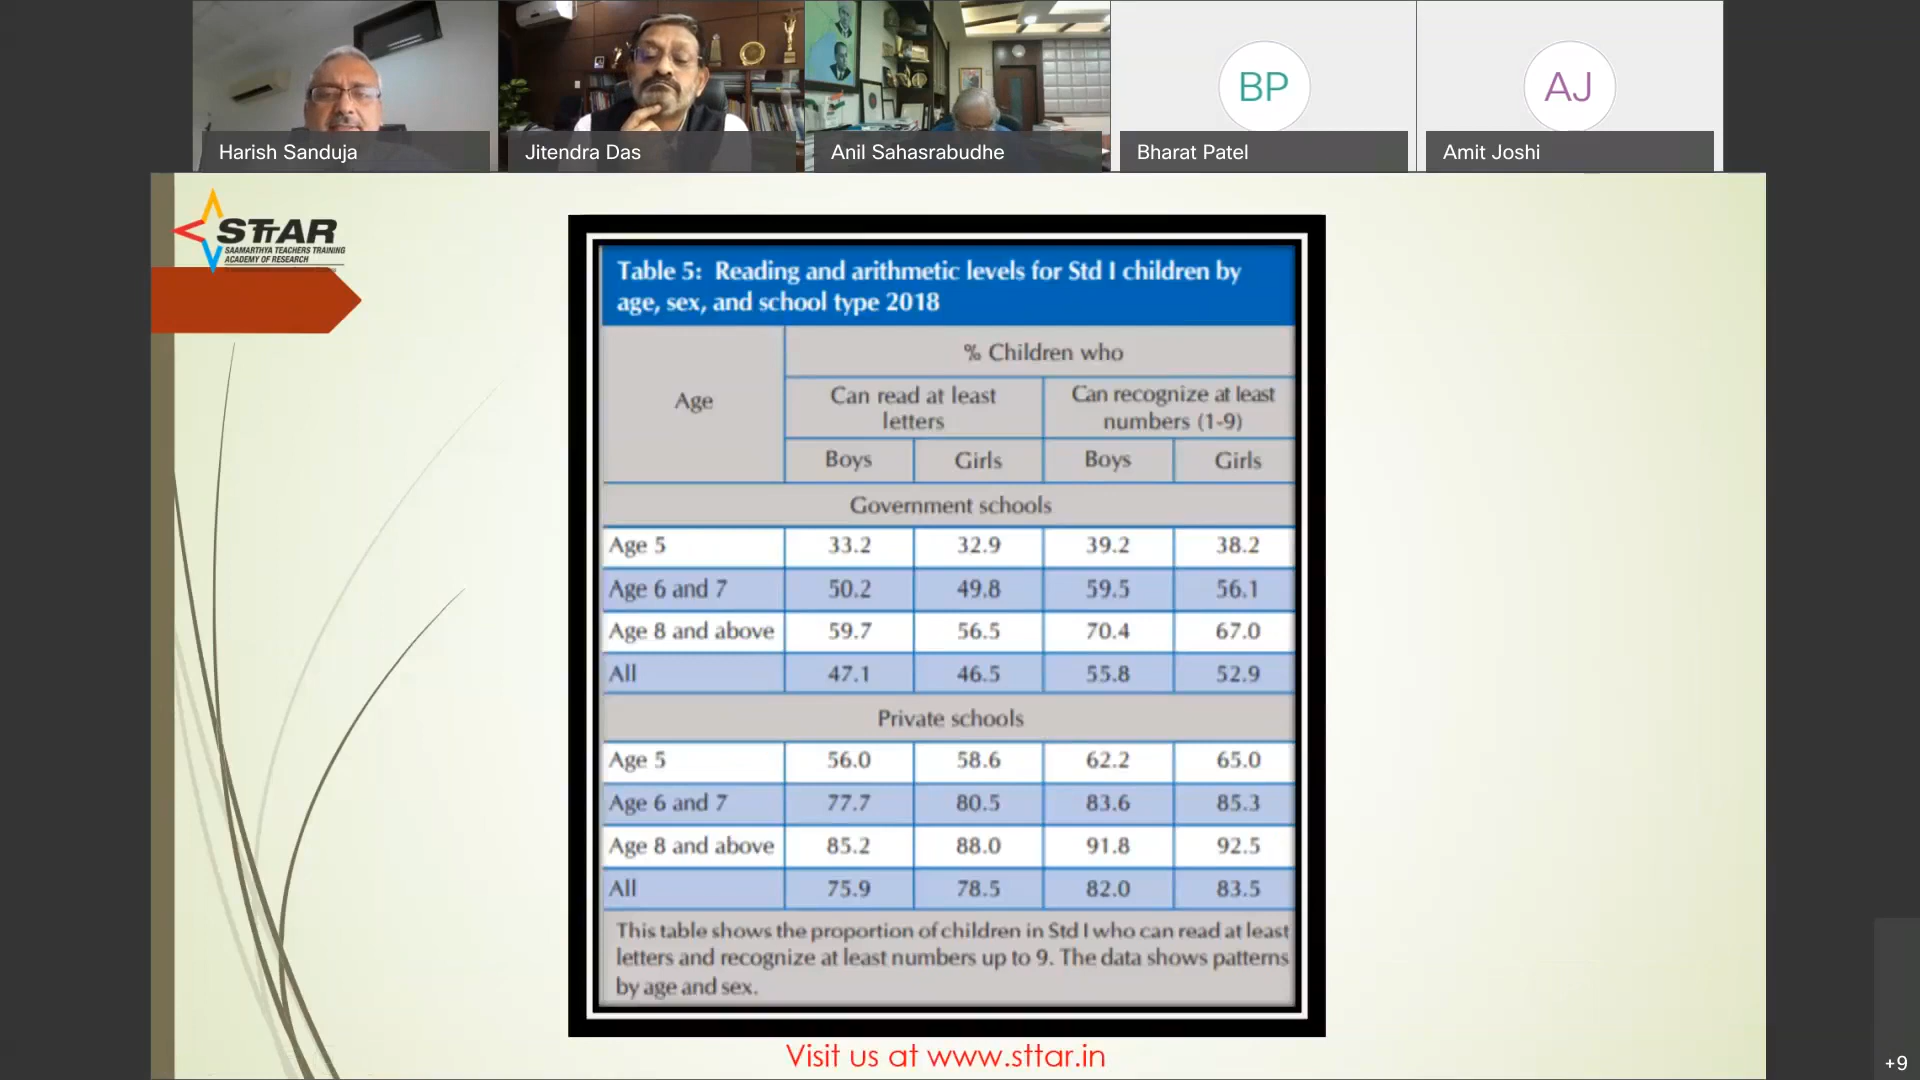 Harish Sanduja
Jitendra Das
Anil Sahasrabudhe
BP
Bharat Patel
AJ
Amit Joshi
STTAR
SAAMARTHYA TEACHERS TRAINING
ACADEMY OF RESEARCH
Table 5: Reading and arithmetic levels for Std I children by
age, sex, and school type 2018
Age
% Children who
Can read at least
letters
Can recognize at least
numbers (1-9)
Boys Girls Boys Girls
Government schools
Age 5 33.2 32.9 39.2 38.2
Age 6 and 7 50.2 49.8 59.5 56.1
Age 8 and above 59.7 56.5 70.4 67.0
All 47.1 46.5 55.8 52.9
Private schools
Age 5 56.0 58.6 62.2 65.0
Age 6 and 7 77.7 80.5 83.6 85.3
Age 8 and above 85.2 88.0 91.8 92.5
All 75.9 78.5 82.0 83.5
This table shows the proportion of children in Std I who can read at least
letters and recognize at least numbers up to 9. The data shows patterns
by age and sex.
Visit us at www.sttar.in
+9